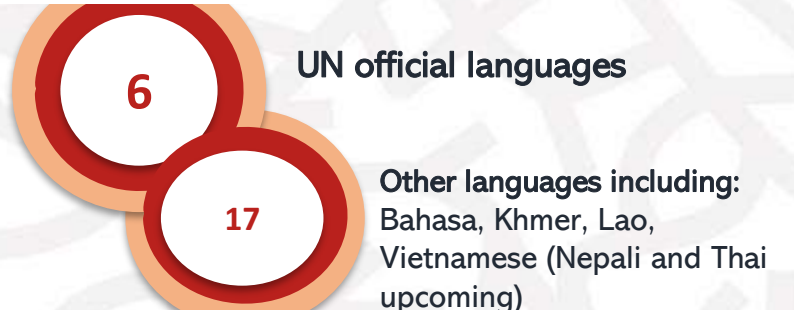 6
UN official languages
17
Other languages including:
Bahasa, Khmer, Lao,
Vietnamese (Nepali and Thai
upcoming)